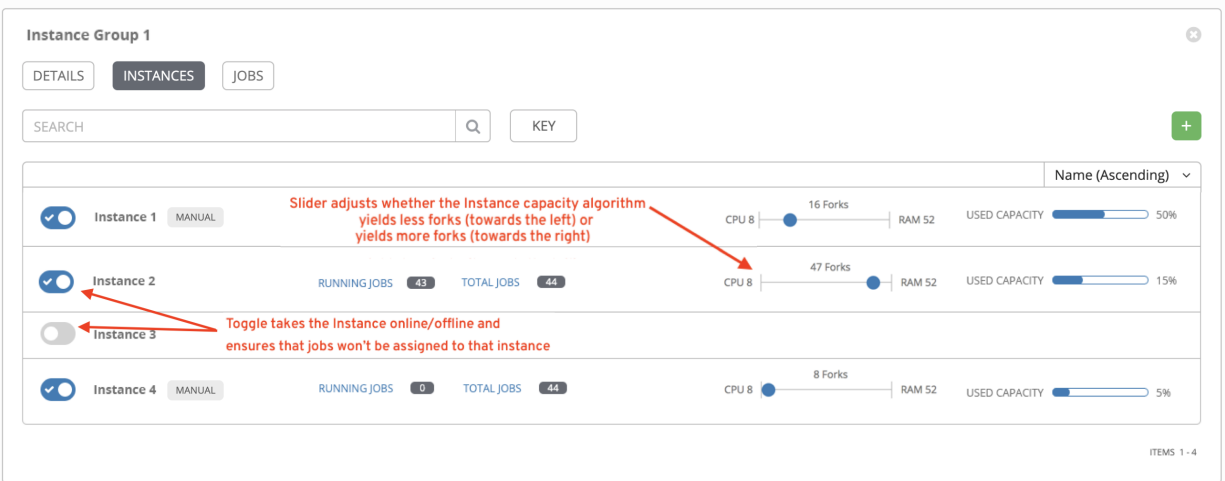 Instance Group 1
DETAILS INSTANCES JOBS
SEARCH KEY +
Name (Ascending)
Slider adjusts whether the Instance capacity algorithm
yields less forks (towards the left) or
yields more forks (towards the right)
Instance 1 MANUAL CPU 8 16 Forks RAM 52 USED CAPACITY 50%
Instance 2 RUNNING JOBS 43 TOTAL JOBS 44 CPU 8 47 Forks RAM 52 USED CAPACITY 15%
Toggle takes the Instance online/offline and
ensures that jobs won't be assigned to that instance
Instance 3
Instance 4 MANUAL RUNNING JOBS 0 TOTAL JOBS 44 CPU 8 8 Forks RAM 52 USED CAPACITY 5%
ITEMS 1 - 4